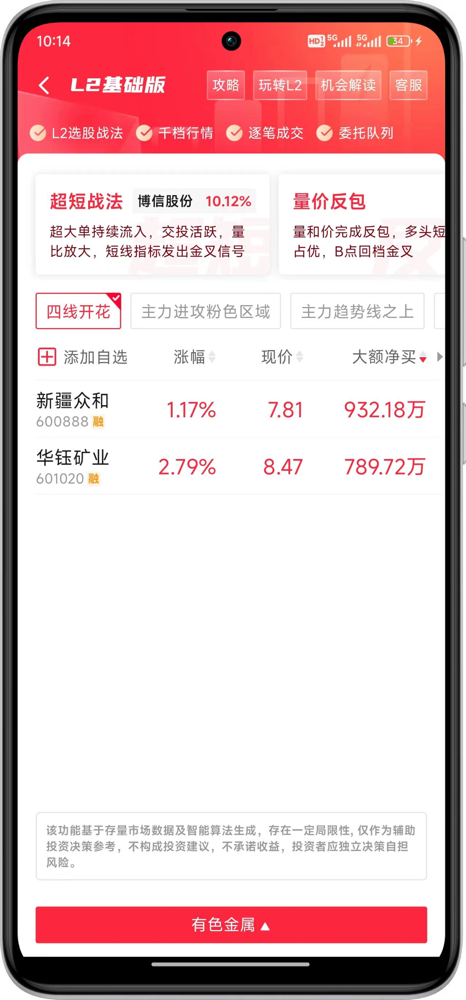 10:14
HD 1 2 5G 5G 34
L2基础版
攻略 玩转L2 机会解读 客服
L2选股战法 千档行情 逐笔成交 委托队列
超短战法 博信股份 10.12%
超大单持续流入，交投活跃，量
比放大，短线指标发出金叉信号
量价反包
量和价完成反包，多头短
占优，B点回档金叉
四线开花 主力进攻粉色区域 主力趋势线之上
添加自选 涨幅 现价 大额净买
新疆众和 1.17% 7.81 932.18万
600888 融
华钰矿业 2.79% 8.47 789.72万
601020 融
该功能基于存量市场数据及智能算法生成，存在一定局限性, 仅作为辅助
投资决策参考，不构成投资建议，不承诺收益，投资者应独立决策自担
风险。
有色金属